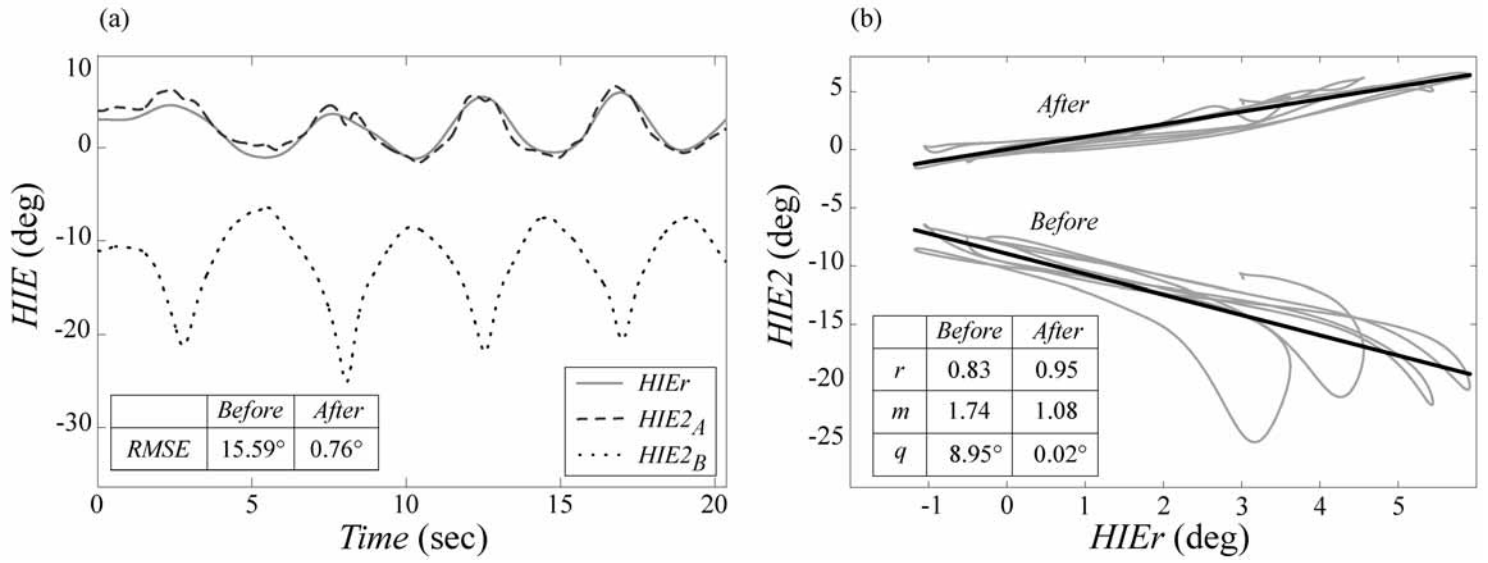 (a)
10
0
-10
-20
-30
HIE (deg)
0 5 10 15 20
Time (sec)
Before After
RMSE 15.59° 0.76°
HIEr
HIE2A
HIE2B
(b)
5
0
-5
-10
-15
-20
-25
HIE2 (deg)
After
Before
Before After
r 0.83 0.95
m 1.74 1.08
q 8.95° 0.02°
-1 0 1 2 3 4 5
HIEr (deg)